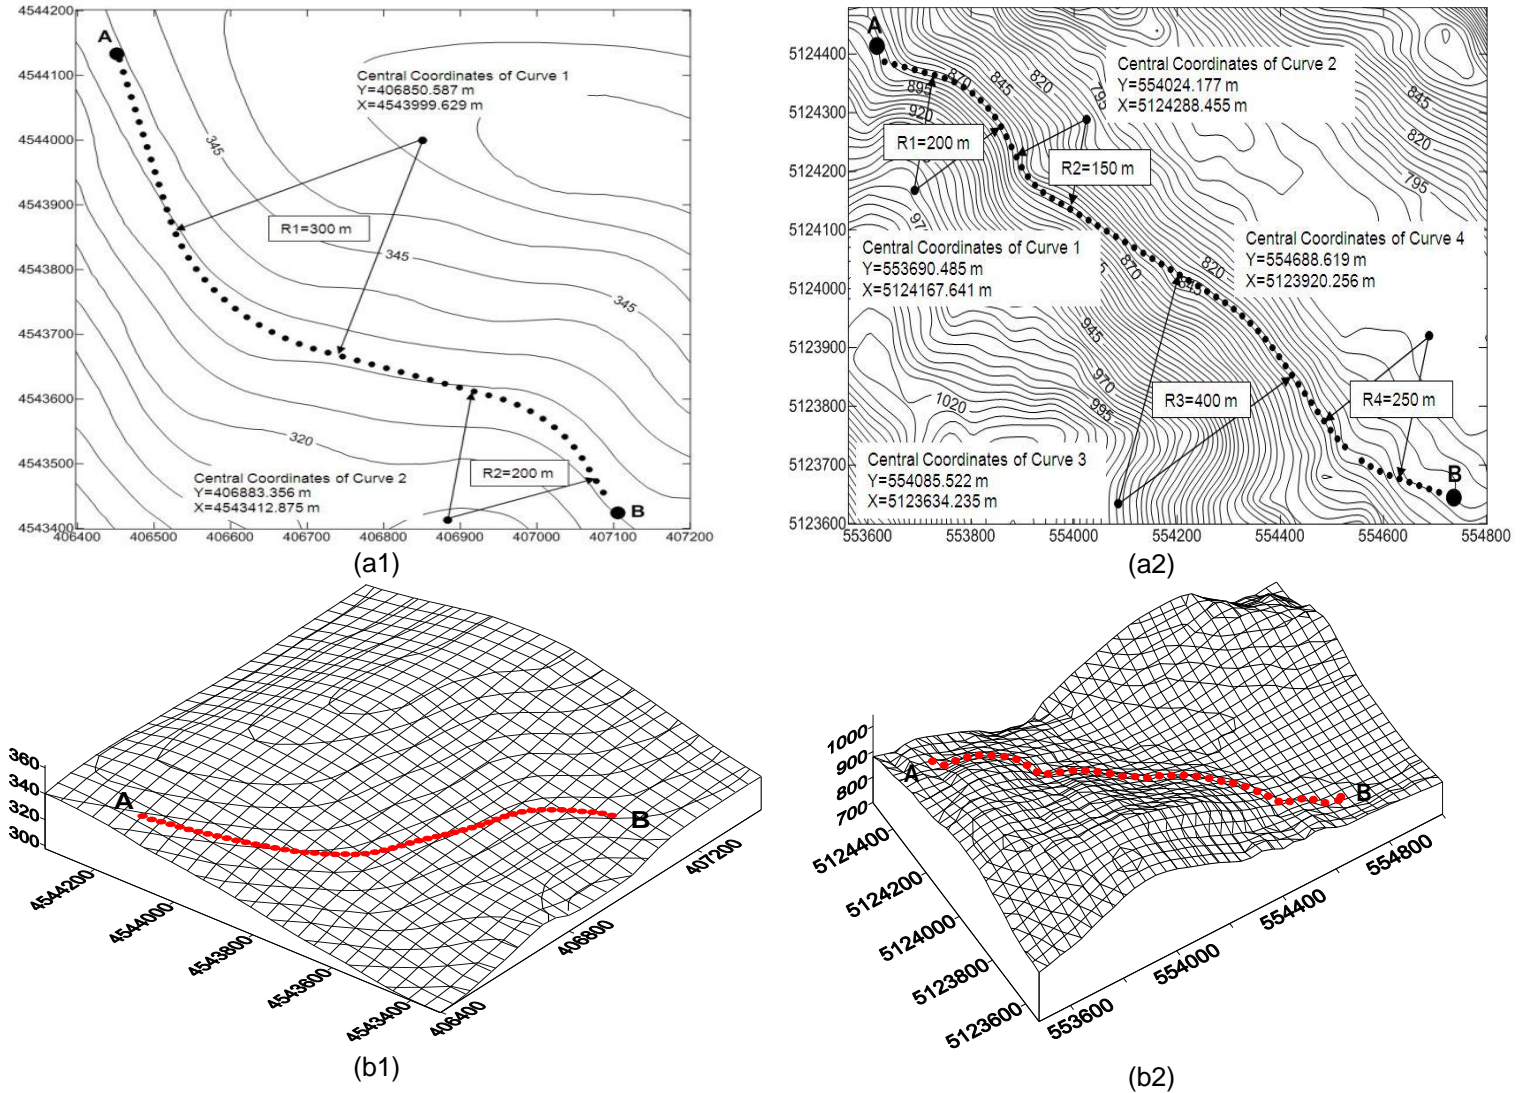 4544200
4544100
4544000
4543900
4543800
4543700
4543600
4543500
4543400
406400
406500
406600
406700
406800
406900
407000
407100
407200
A
Central Coordinates of Curve 1
Y=406850.587 m
X=4543999.629 m
345
R1=300 m
345
345
320
Central Coordinates of Curve 2
Y=406883.356 m
X=4543412.875 m
R2=200 m
B
(a1)
5124400
5124300
5124200
5124100
5124000
5123900
5123800
5123700
5123600
553600
553800
554000
554200
554400
554600
554800
A
Central Coordinates of Curve 2
Y=554024.177 m
X=5124288.455 m
870
845
820
795
895
920
845
820
795
R1=200 m
R2=150 m
Central Coordinates of Curve 1
Y=553690.485 m
X=5124167.641 m
870
820
845
Central Coordinates of Curve 4
Y=554688.619 m
X=5123920.256 m
945
970
995
1020
R3=400 m
R4=250 m
Central Coordinates of Curve 3
Y=554085.522 m
X=5123634.235 m
B
(a2)
360
340
320
300
A
B
4544200
4544000
4543800
4543600
4543400
406400
406800
407200
(b1)
1000
900
800
700
A
B
5124400
5124200
5124000
5123800
5123600
553600
554000
554400
554800
(b2)